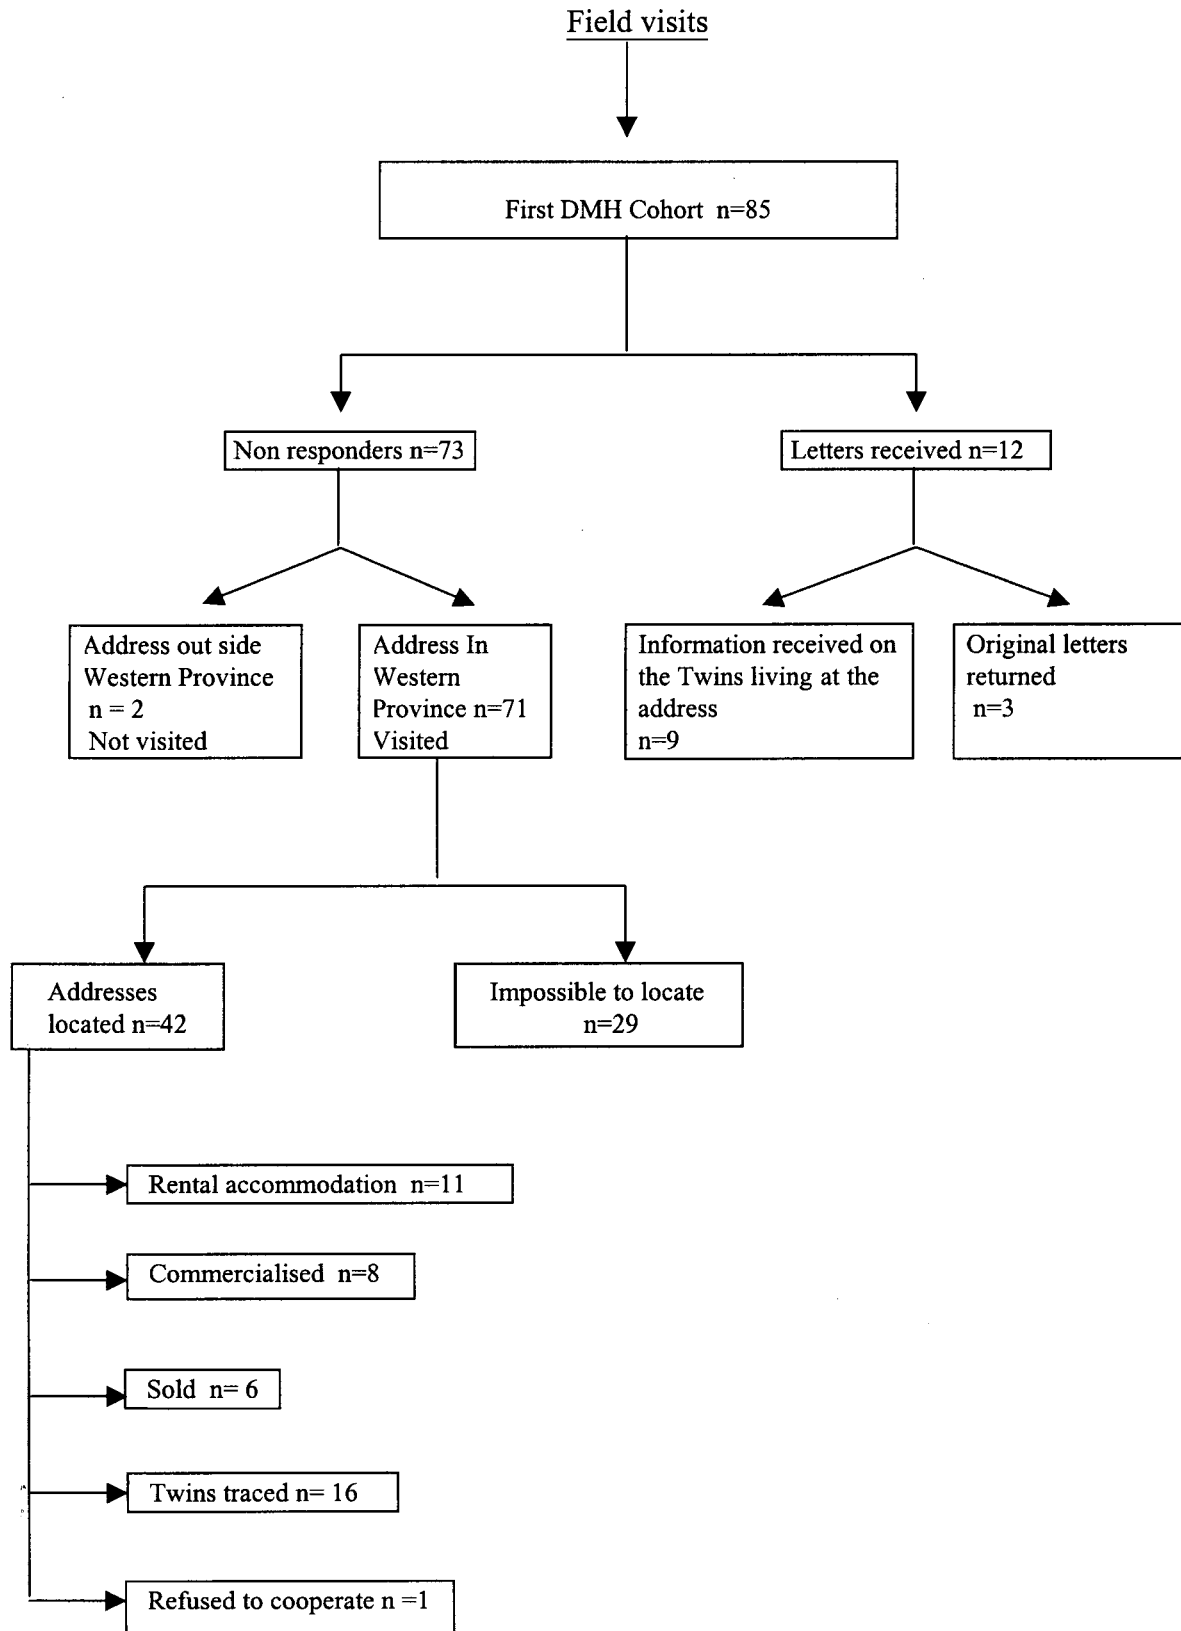 Field visits
First DMH Cohort n=85
Non responders n=73
Letters received n=12
Address out side
Western Province
n = 2
Not visited
Address In
Western
Province n=71
Visited
Information received on
the Twins living at the
address
n=9
Original letters
returned
n=3
Addresses
located n=42
Impossible to locate
n=29
Rental accommodation n=11
Commercialised n=8
Sold n= 6
Twins traced n= 16
Refused to cooperate n =1